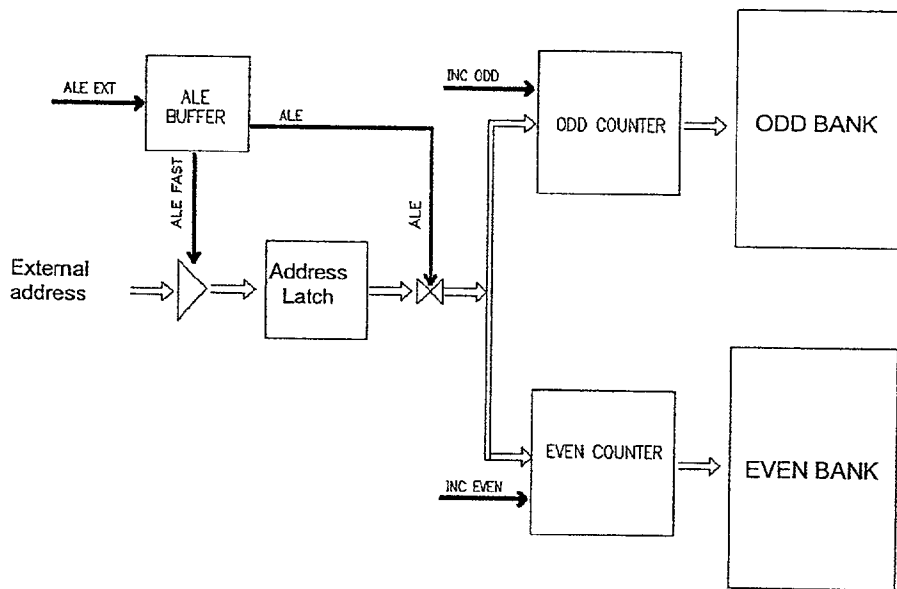 ALE EXT
ALE
BUFFER
ALE
ALE FAST
ALE
INC ODD
ODD COUNTER
ODD BANK
External
address
Address
Latch
EVEN COUNTER
INC EVEN
EVEN BANK